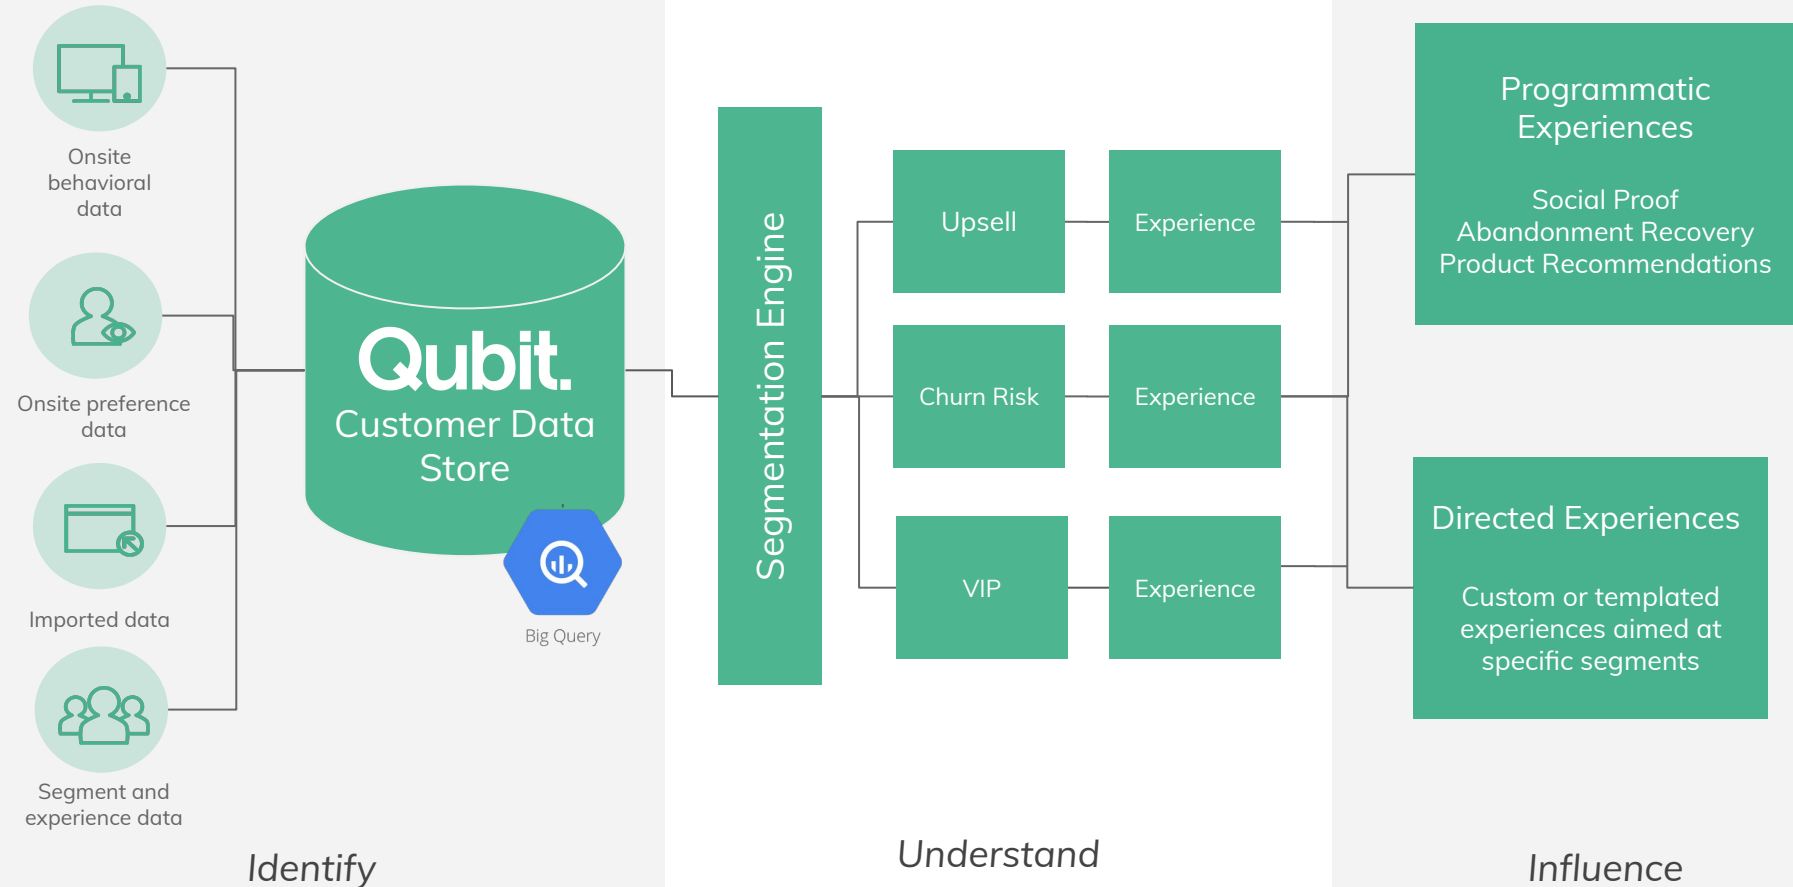 Onsite
behavioral
data
Onsite preference
data
Imported data
Segment and
experience data
Identify
Qubit.
Customer Data
Store
Big Query
Segmentation Engine
Upsell
Experience
Churn Risk
Experience
VIP
Experience
Understand
Programmatic
Experiences
Social Proof
Abandonment Recovery
Product Recommendations
Directed Experiences
Custom or templated
experiences aimed at
specific segments
Influence